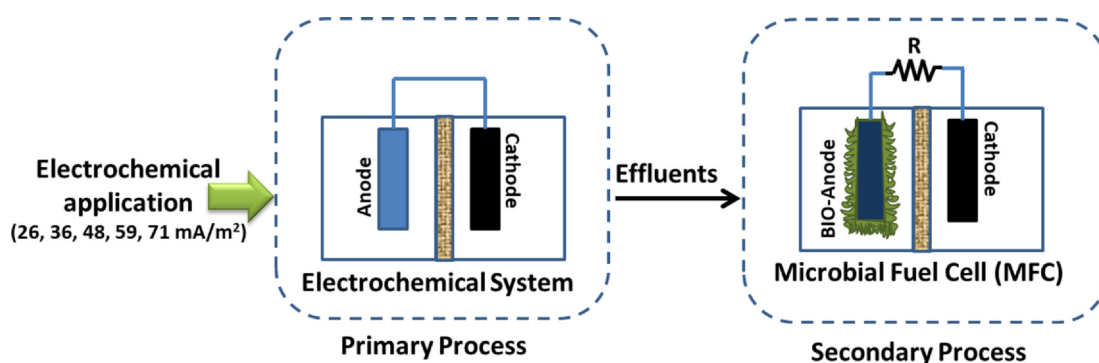 Electrochemical
application
(26, 36, 48, 59, 71 mA/m²)
Anode
Cathode
Electrochemical System
Primary Process
Effluents
R
BIO-Anode
Cathode
Microbial Fuel Cell (MFC)
Secondary Process